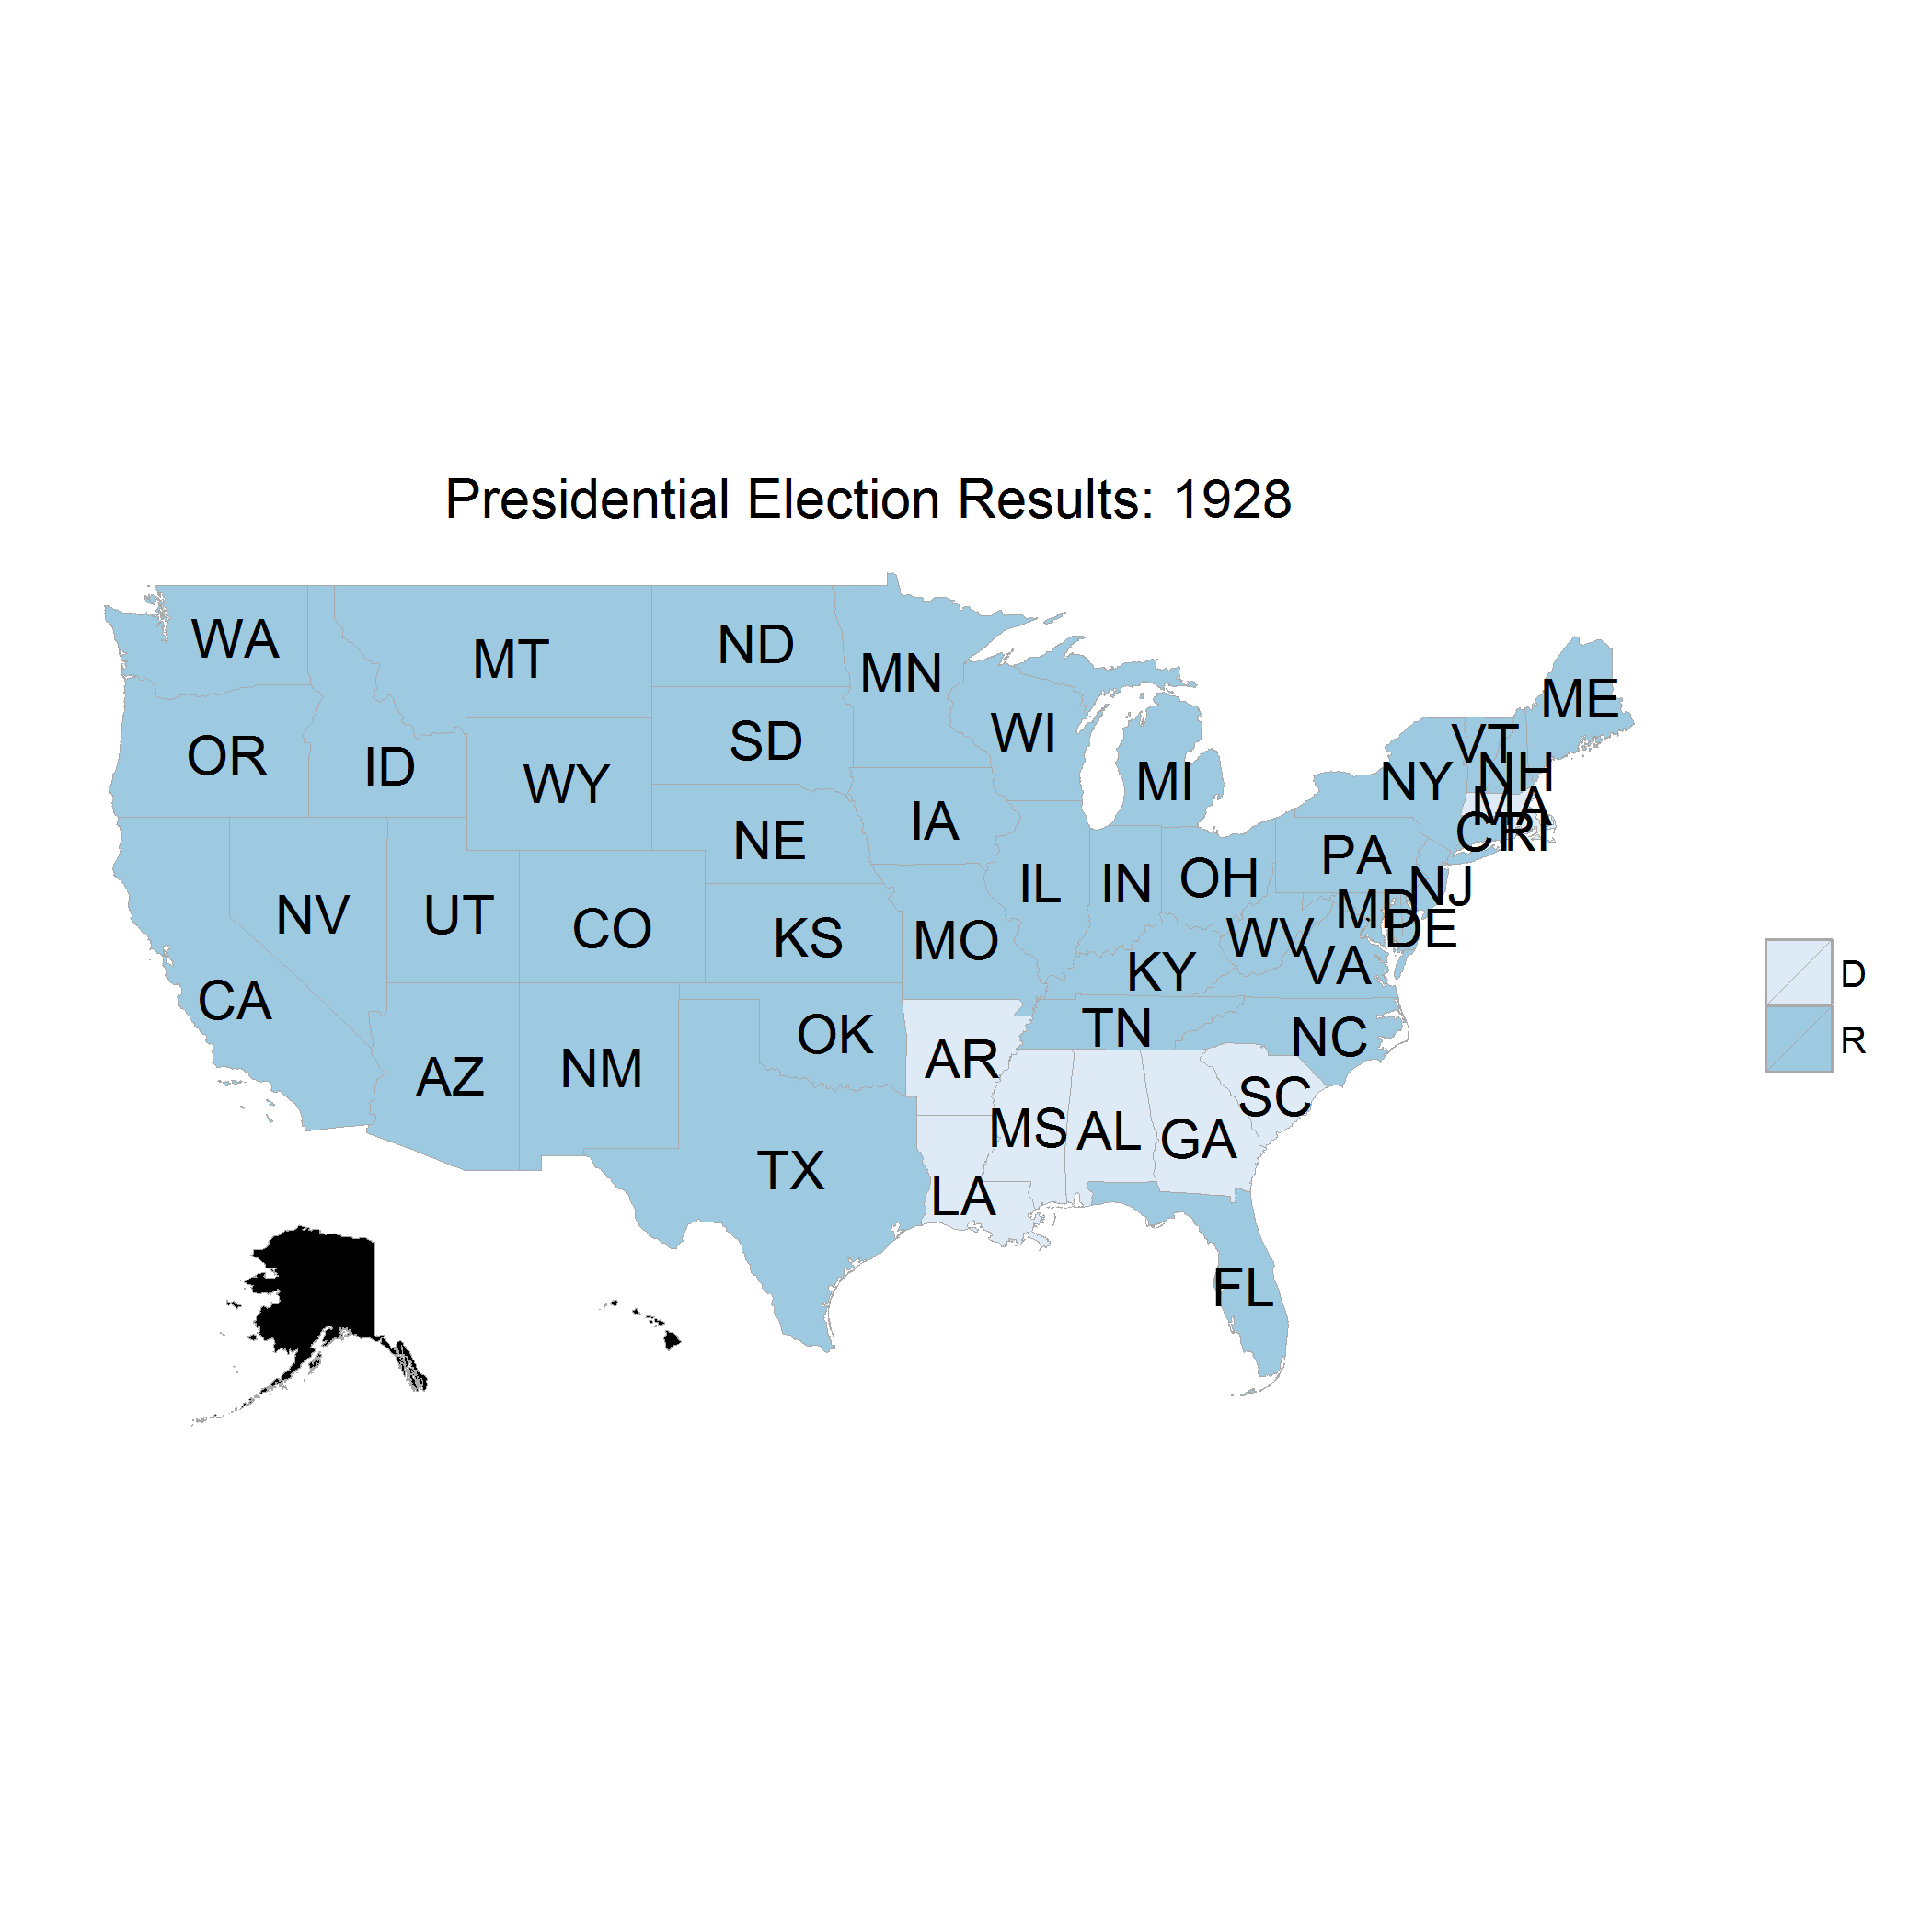 Presidential Election Results: 1928
WA
MT
ND
MN
ME
OR
ID
WY
SD
WI
MI
NY
VT
NH
MA
CT
RI
NE
IA
PA
NJ
NV
UT
CO
KS
MO
IL
IN
OH
MD
DE
WV
VA
KY
CA
AZ
NM
OK
AR
TN
NC
SC
TX
LA
MS
AL
GA
FL
D
R